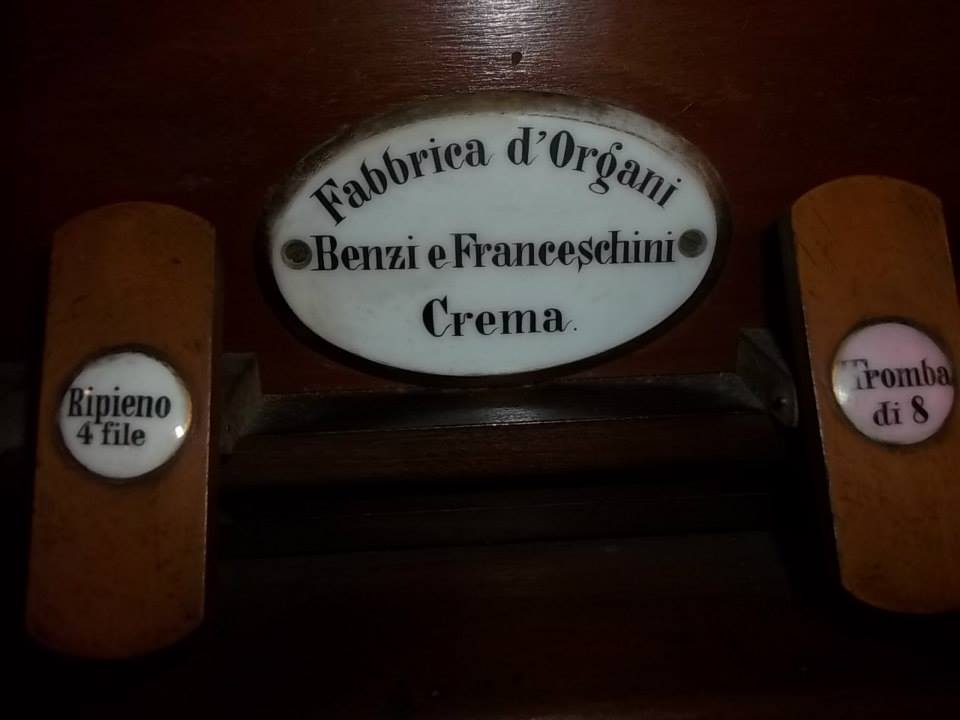 Fabbrica d'Organi
Benzi e Franceschini
Crema.
Ripieno
4 file
Tromba
di 8